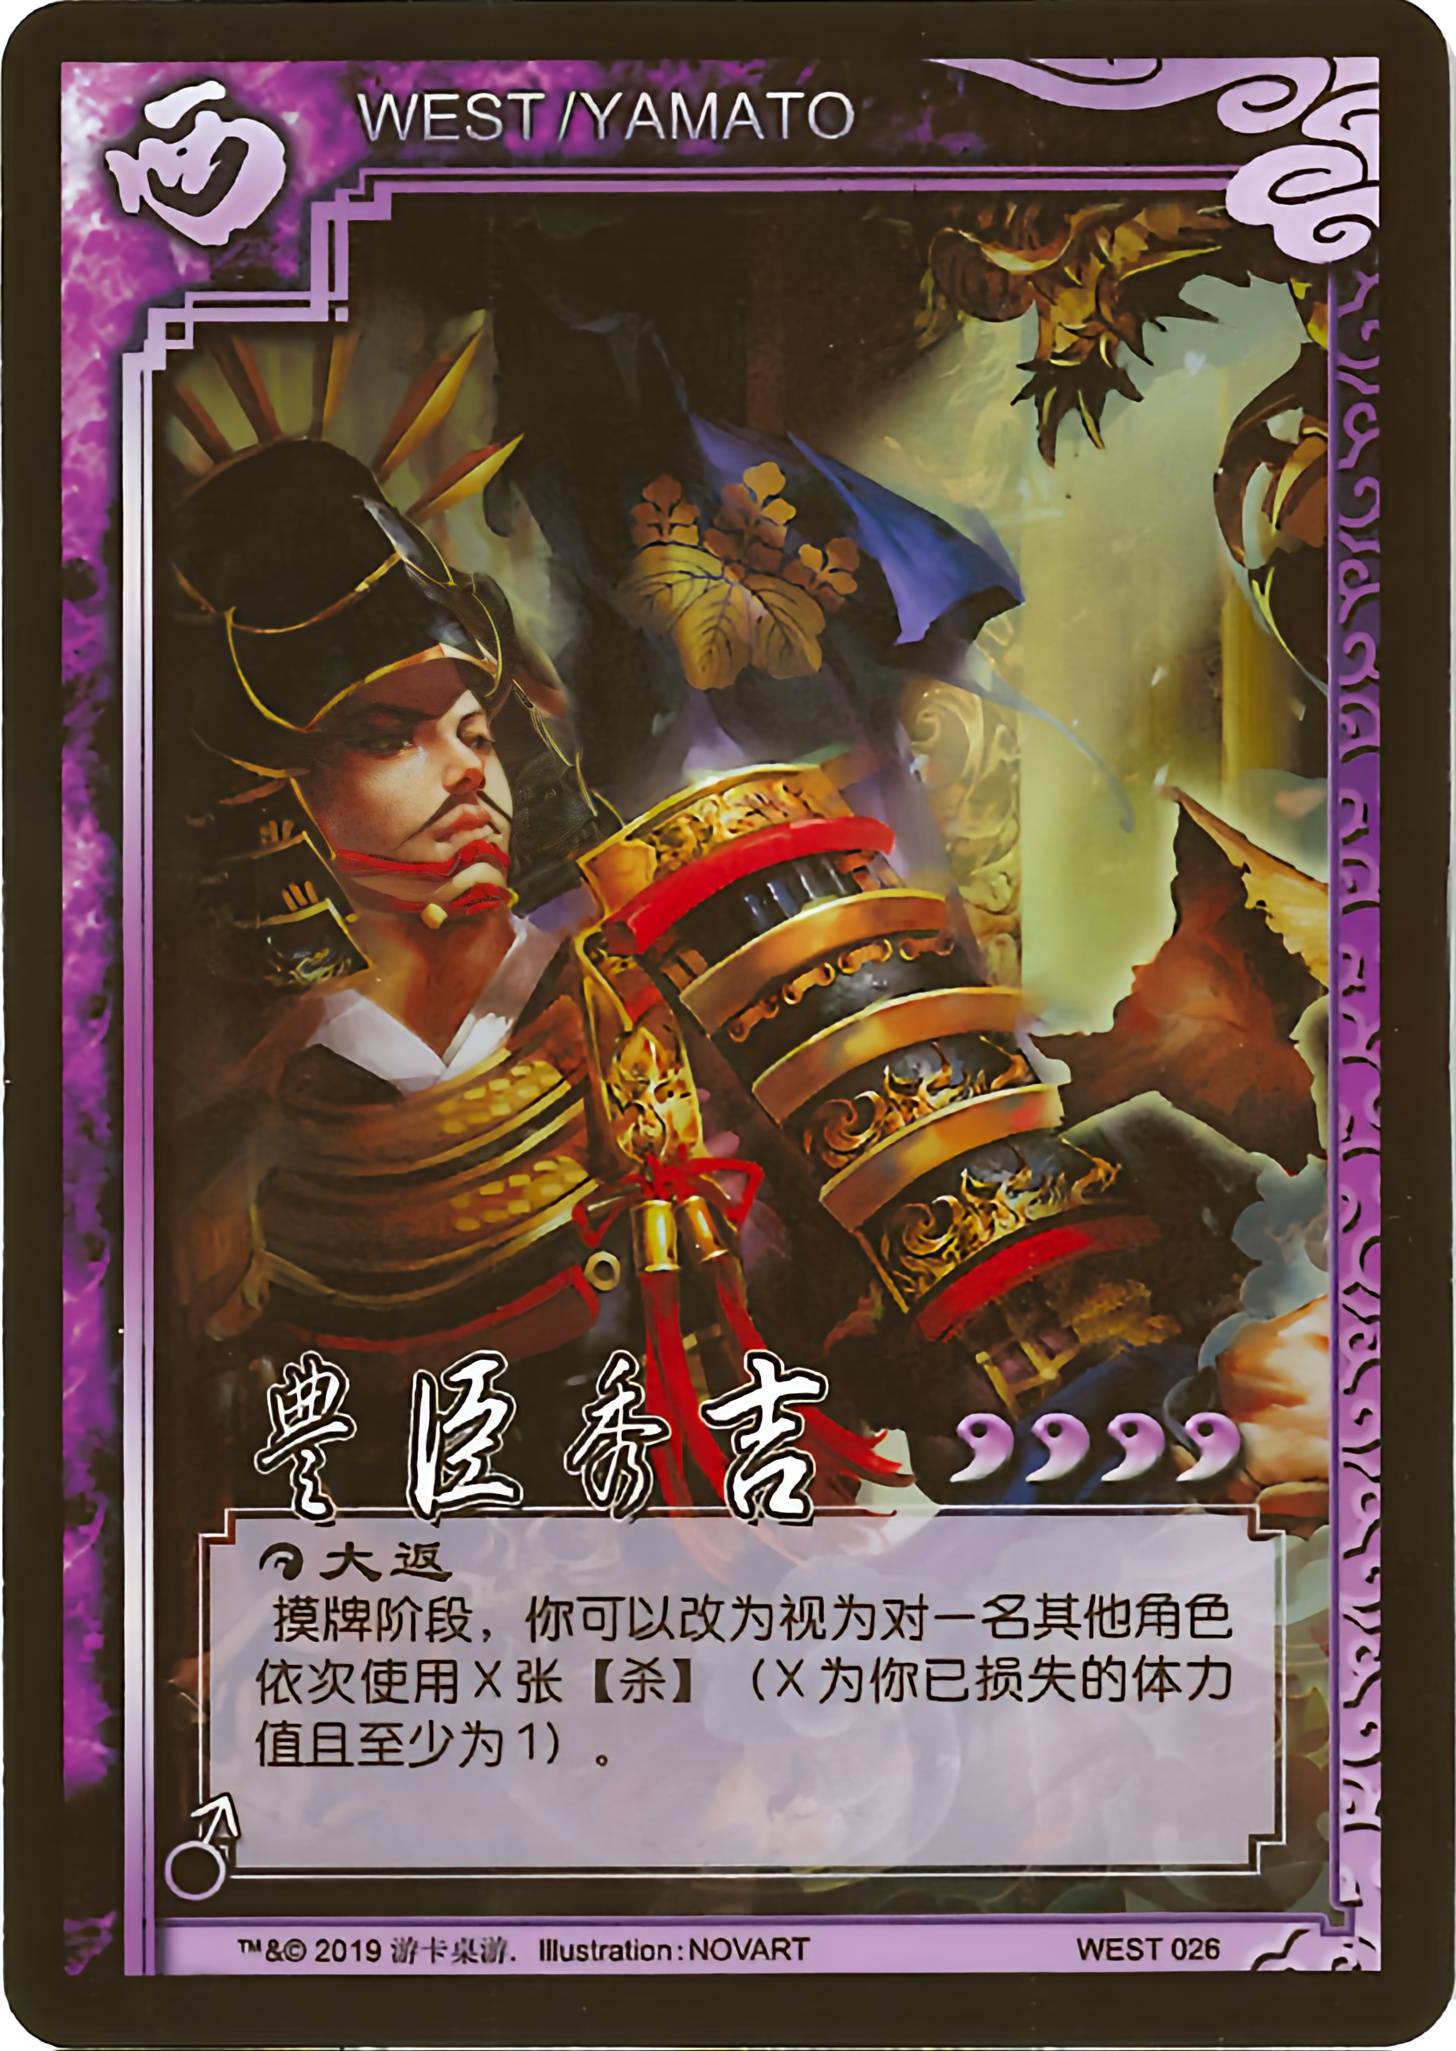 西
WEST/YAMATO
豊臣秀吉
大返
摸牌阶段，你可以改为视为对一名其他角色
依次使用X张【杀】（X为你已损失的体力
值且至少为1）。
™&© 2019 游卡桌游. Illustration:NOVART
WEST 026